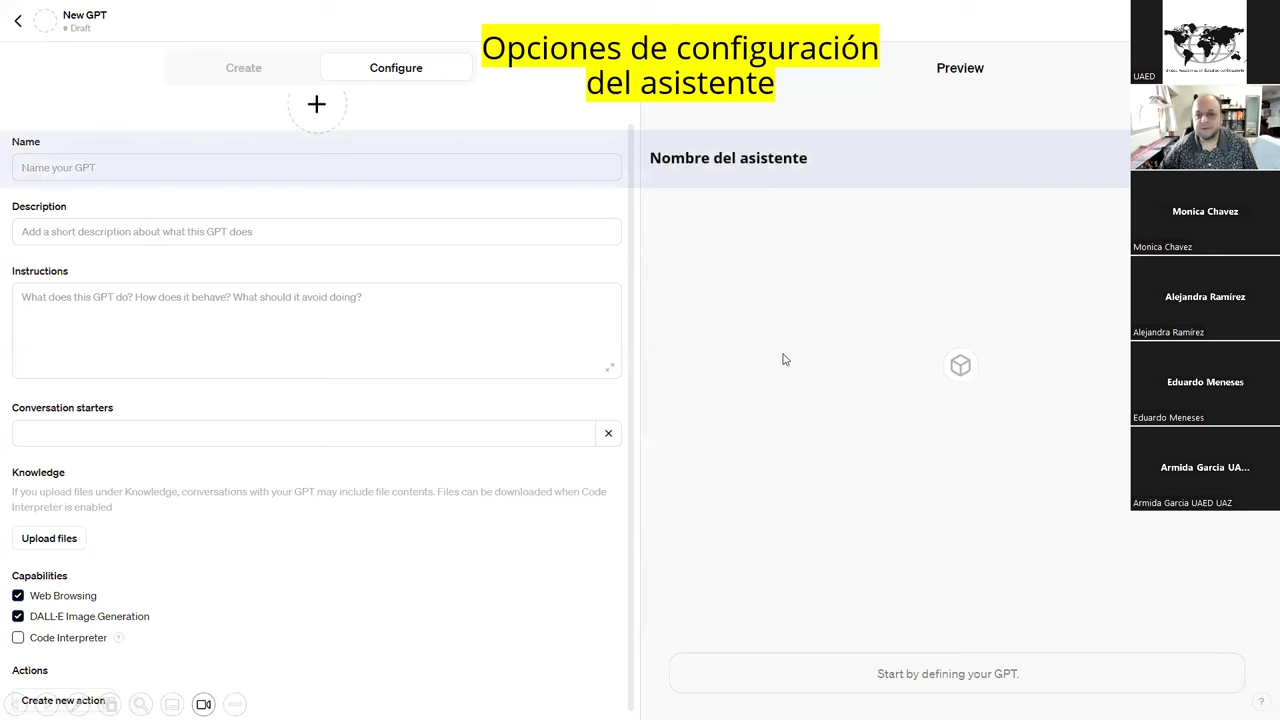 New GPT
Draft
Create
Configure
Opciones de configuración
del asistente
Preview
Name
Name your GPT
Nombre del asistente
Description
Add a short description about what this GPT does
Instructions
What does this GPT do? How does it behave? What should it avoid doing?
Conversation starters
Knowledge
If you upload files under Knowledge, conversations with your GPT may include file contents. Files can be downloaded when Code
Interpreter is enabled
Upload files
Capabilities
Web Browsing
DALL·E Image Generation
Code Interpreter ?
Actions
Create new action
Start by defining your GPT.
?
UAED
Monica Chavez
Monica Chavez
Alejandra Ramírez
Alejandra Ramírez
Eduardo Meneses
Eduardo Meneses
Armida Garcia UA...
Armida Garcia UAED UAZ